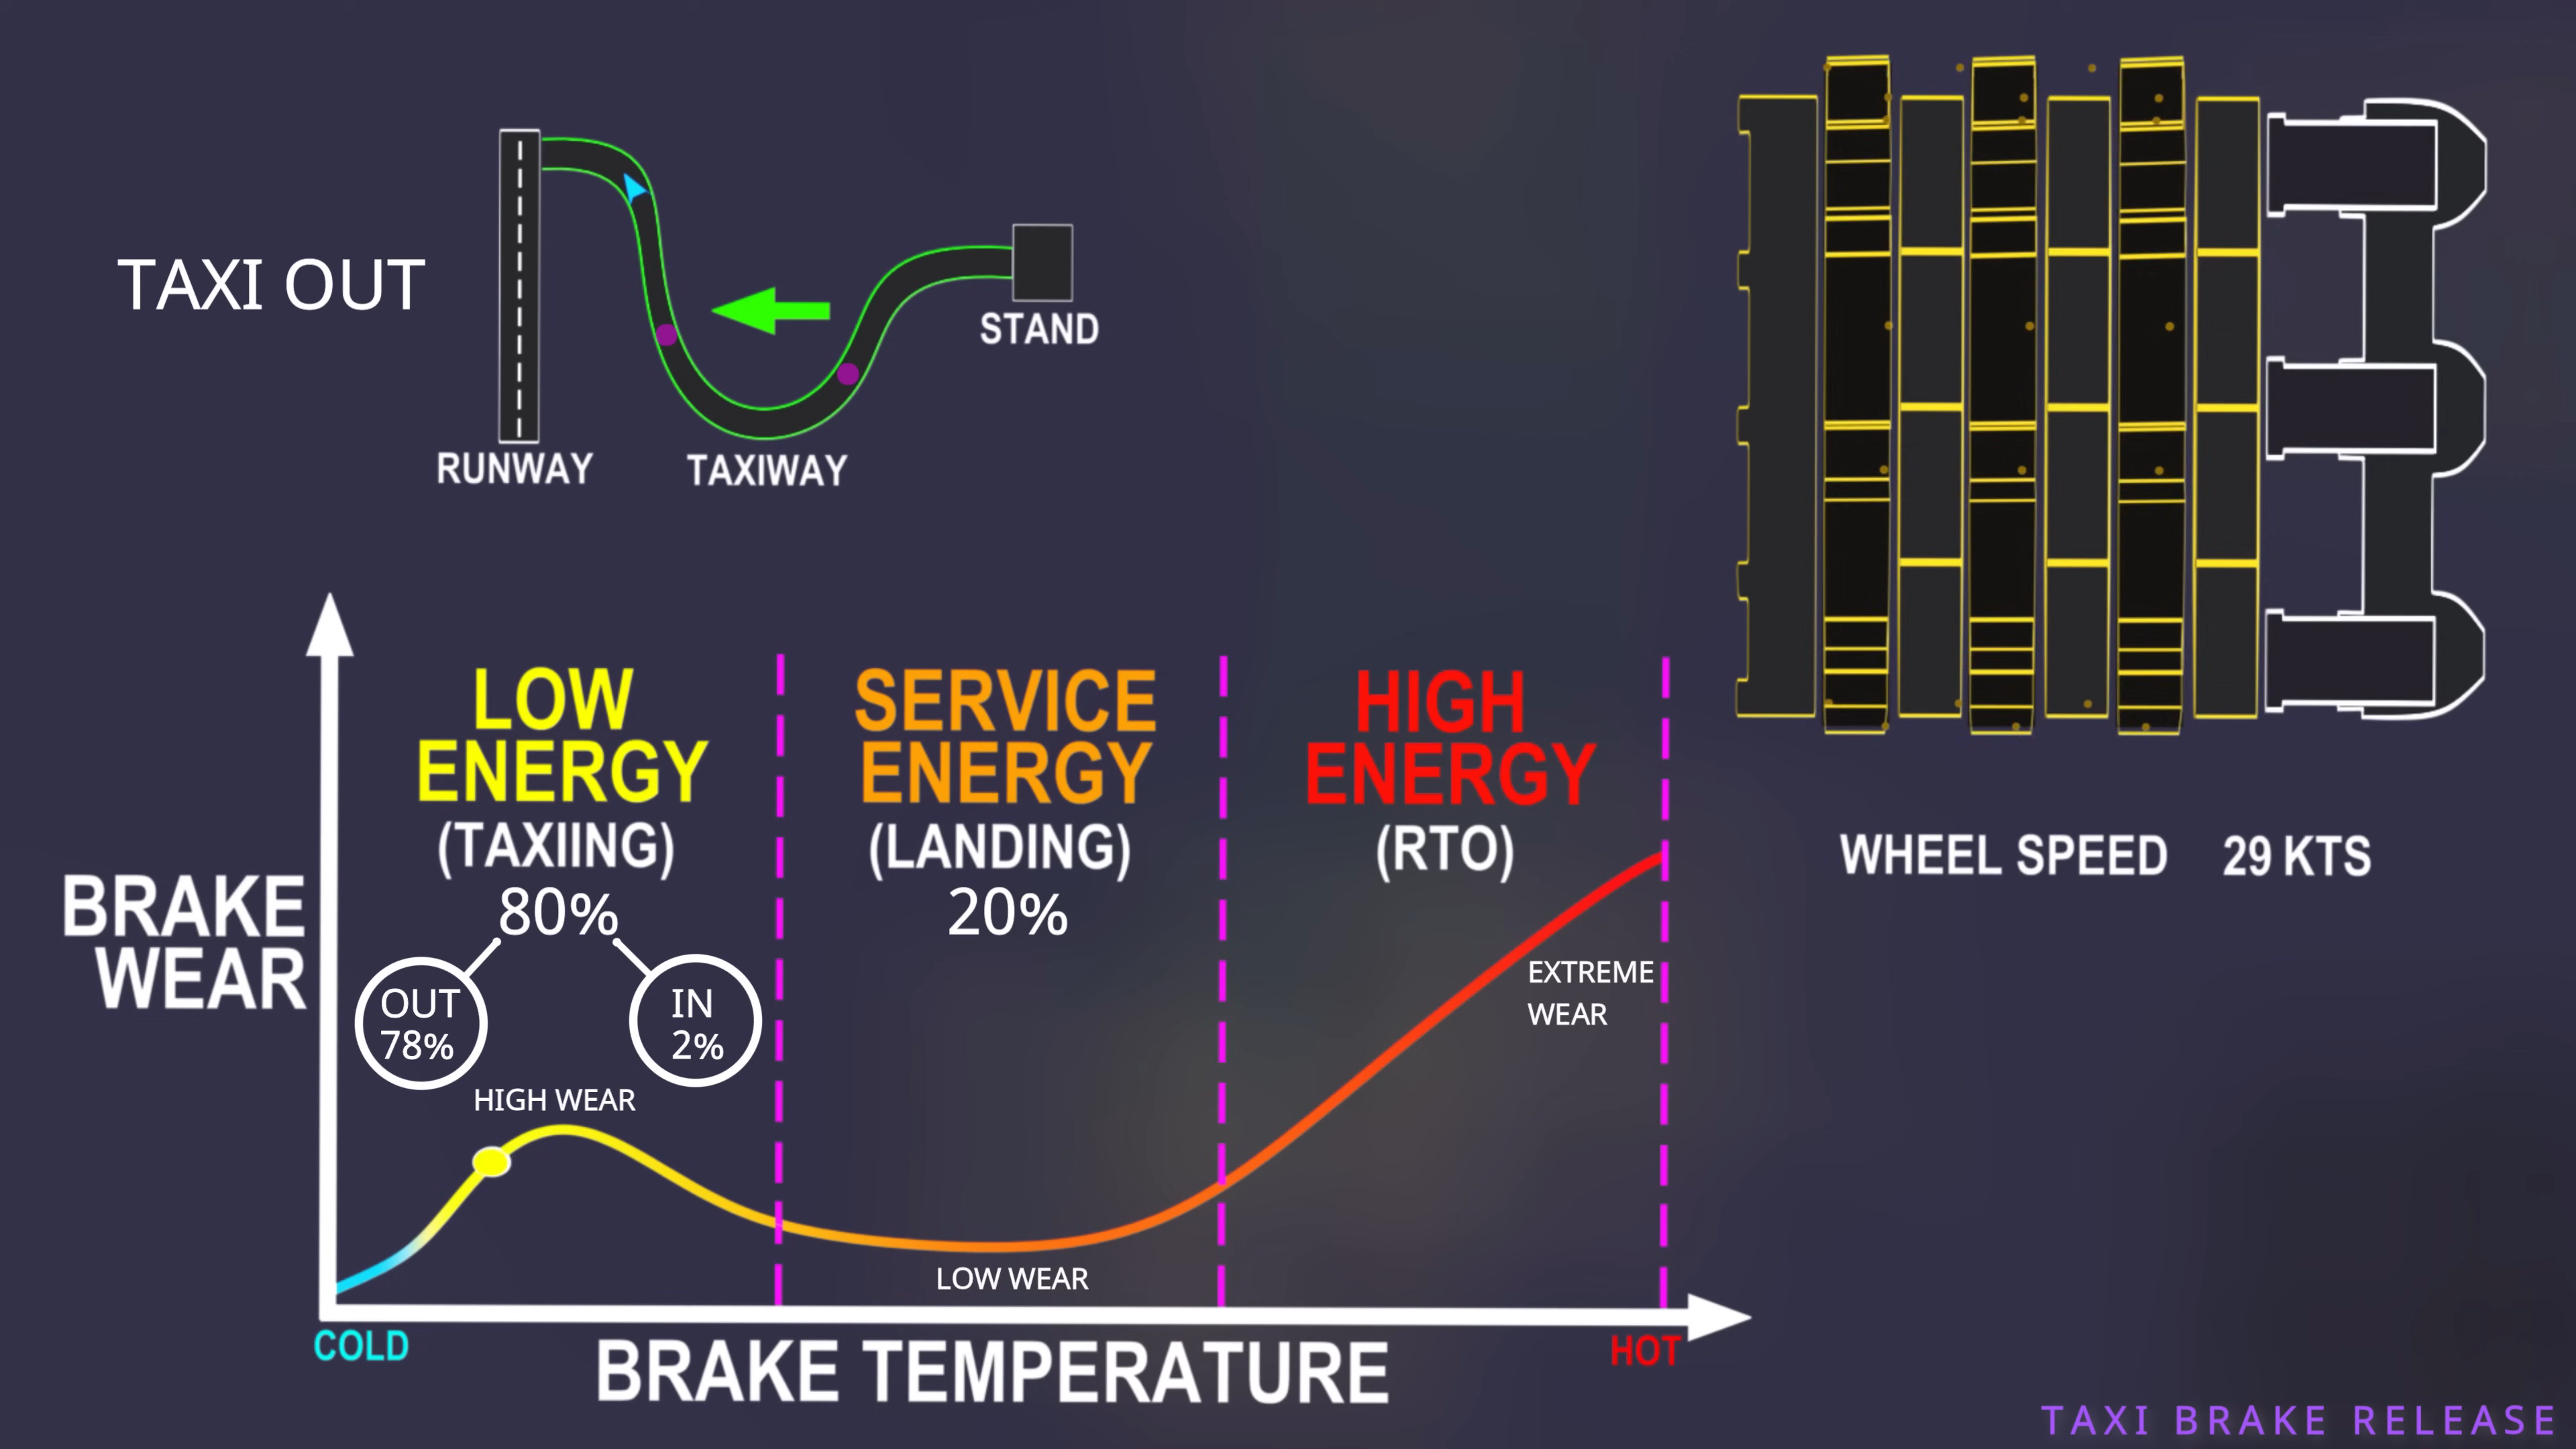 TAXI OUT
RUNWAY
TAXIWAY
STAND
LOW
ENERGY
(TAXIING)
80%
OUT
78%
IN
2%
HIGH WEAR
SERVICE
ENERGY
(LANDING)
20%
LOW WEAR
HIGH
ENERGY
(RTO)
EXTREME
WEAR
BRAKE
WEAR
COLD
BRAKE TEMPERATURE
HOT
WHEEL SPEED 29 KTS
TAXI BRAKE RELEASE